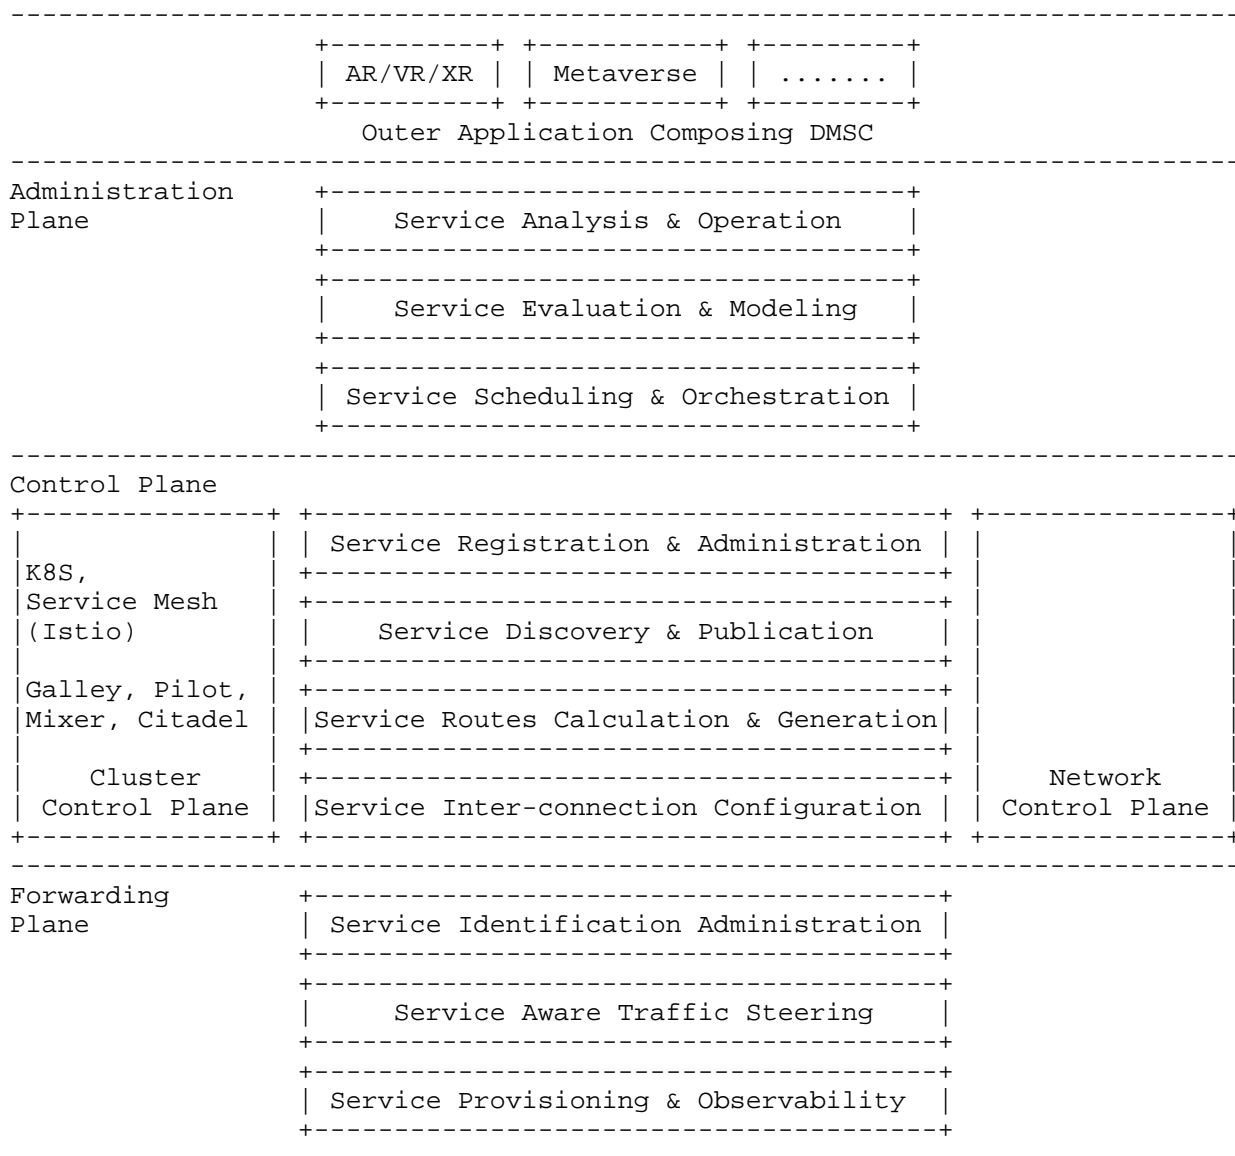 AR/VR/XR Metaverse .......
Outer Application Composing DMSC
Administration
Plane
Service Analysis & Operation
Service Evaluation & Modeling
Service Scheduling & Orchestration
Control Plane
Service Registration & Administration
K8S,
Service Mesh
(Istio)
Service Discovery & Publication
Galley, Pilot,
Mixer, Citadel
Service Routes Calculation & Generation
Cluster
Control Plane
Service Inter-connection Configuration
Network
Control Plane
Forwarding
Plane
Service Identification Administration
Service Aware Traffic Steering
Service Provisioning & Observability